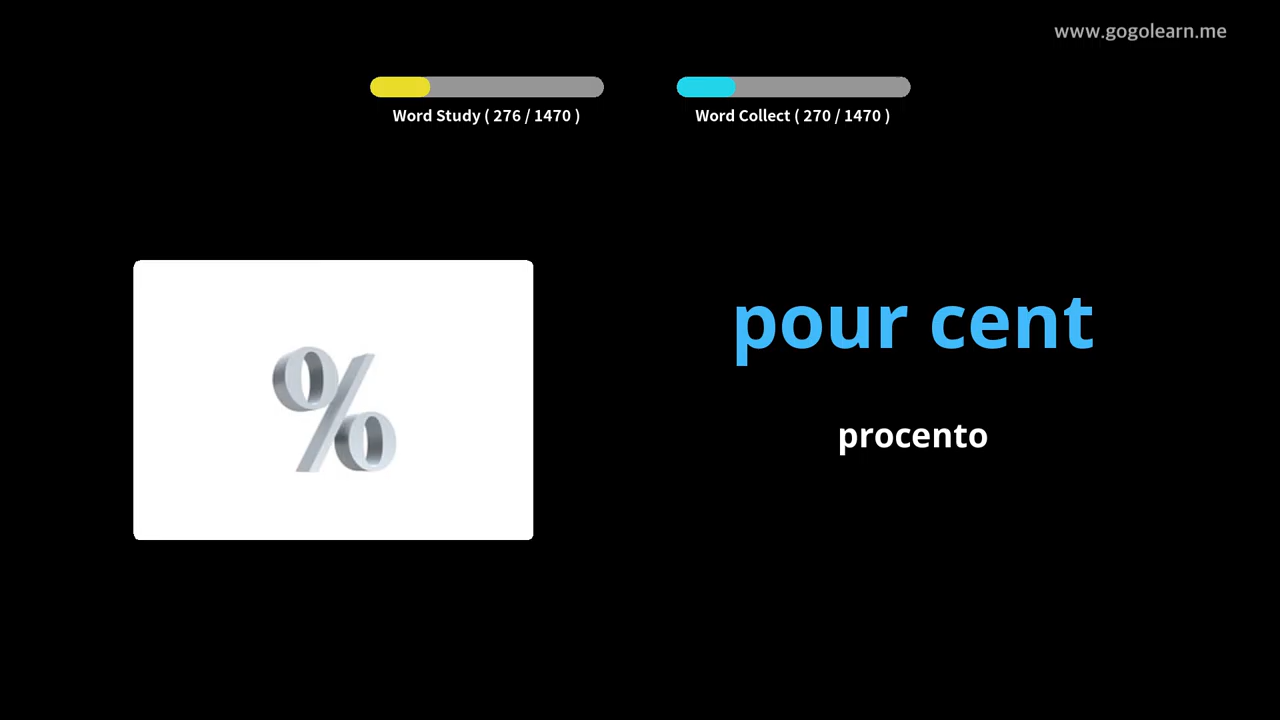 www.gogolearn.me
Word Study ( 276 / 1470 )
Word Collect ( 270 / 1470 )
%
pour cent
procento